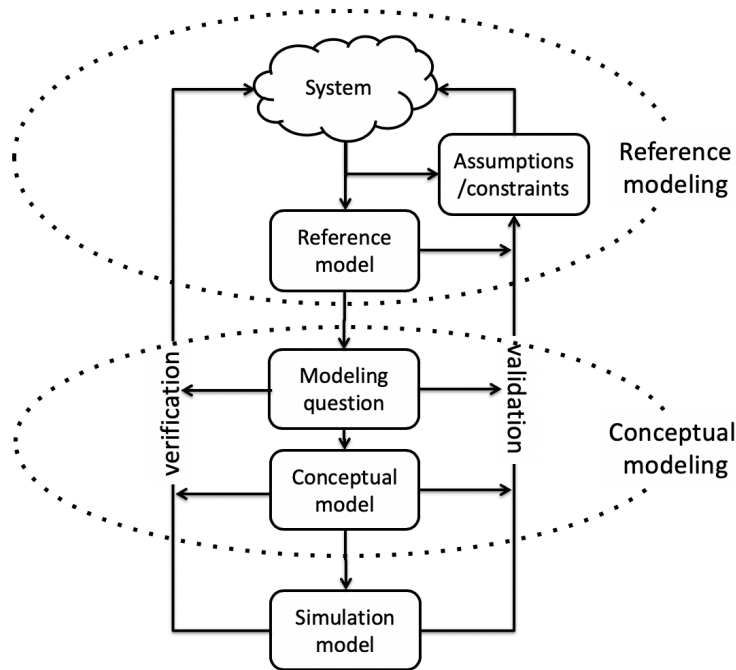 System
Assumptions
/constraints
Reference
modeling
Reference
model
Modeling
question
verification
validation
Conceptual
modeling
Conceptual
model
Simulation
model